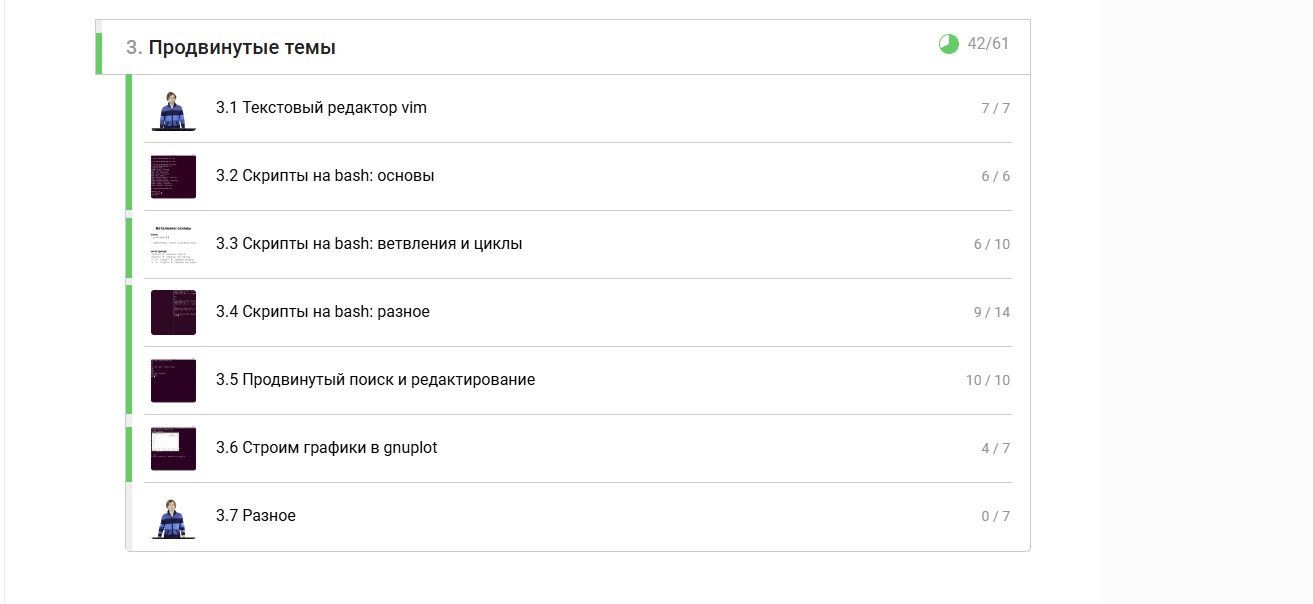 3. Продвинутые темы 42/61
3.1 Текстовый редактор vim 7 / 7
3.2 Скрипты на bash: основы 6 / 6
Ветвление: основы
3.3 Скрипты на bash: ветвления и циклы 6 / 10
3.4 Скрипты на bash: разное 9 / 14
3.5 Продвинутый поиск и редактирование 10 / 10
3.6 Строим графики в gnuplot 4 / 7
3.7 Разное 0 / 7